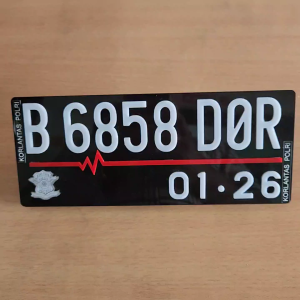 B 6858 D0R
01·26
KORLANTAS POLRI
KORLANTAS POLRI